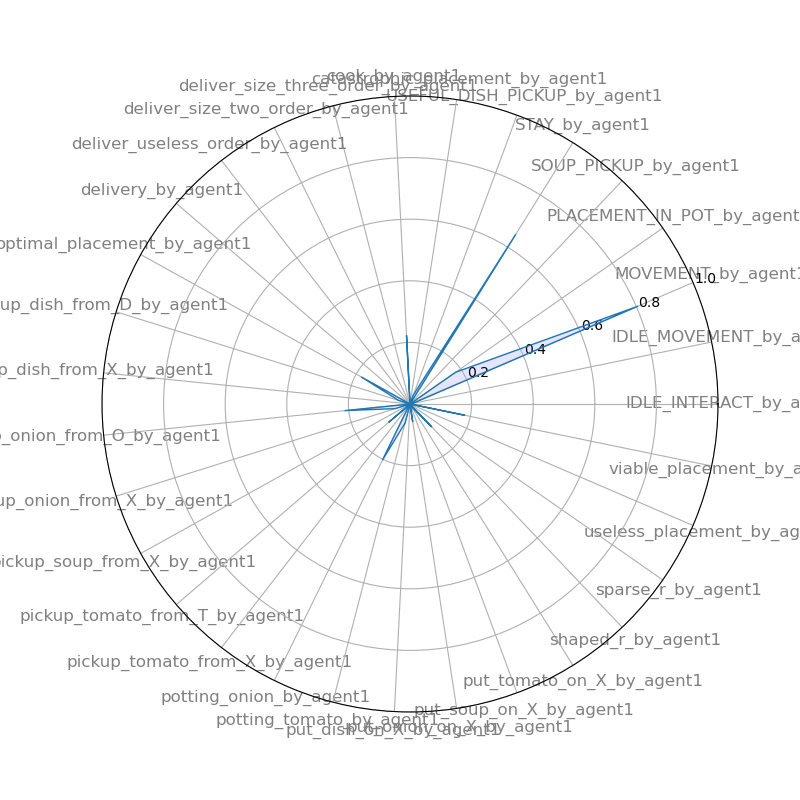 cook_by_agent1
catastrophic_placement_by_agent1
deliver_size_three_order_by_agent1
USEFUL_DISH_PICKUP_by_agent1
deliver_size_two_order_by_agent1
STAY_by_agent1
deliver_useless_order_by_agent1
SOUP_PICKUP_by_agent1
delivery_by_agent1
PLACEMENT_IN_POT_by_agent
optimal_placement_by_agent1
MOVEMENT_by_agent1
1.0
0.8
up_dish_from_D_by_agent1
0.6
IDLE_MOVEMENT_by_a
0.4
p_dish_from_X_by_agent1
0.2
IDLE_INTERACT_by_a
o_onion_from_O_by_agent1
viable_placement_by_a
up_onion_from_X_by_agent1
useless_placement_by_ag
pickup_soup_from_X_by_agent1
sparse_r_by_agent1
pickup_tomato_from_T_by_agent1
shaped_r_by_agent1
pickup_tomato_from_X_by_agent1
put_tomato_on_X_by_agent1
potting_onion_by_agent1
put_soup_on_X_by_agent1
potting_tomato_by_agent1
put_onion_on_X_by_agent1
put_dish_on_X_by_agent1